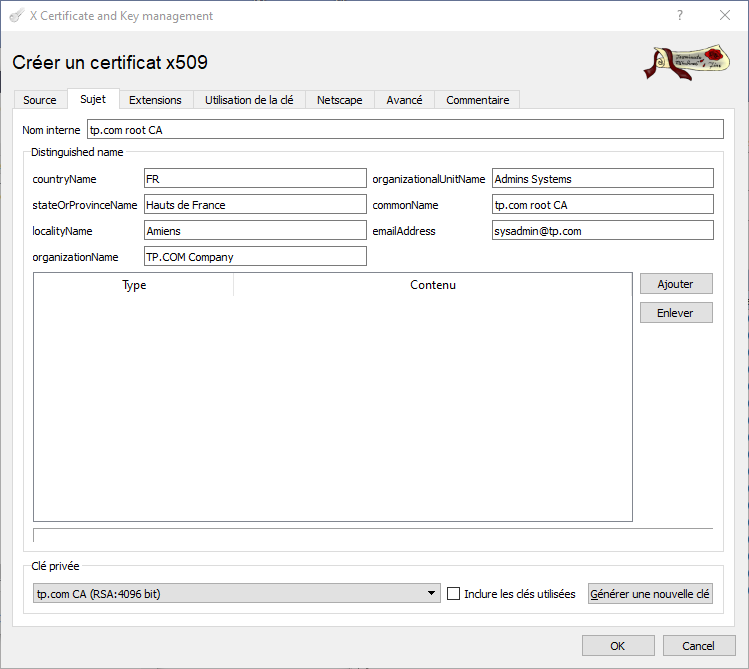 X Certificate and Key management
?
Créer un certificat x509
Source Sujet Extensions Utilisation de la clé Netscape Avancé Commentaire
Nom interne tp.com root CA
Distinguished name
countryName FR organizationalUnitName Admins Systems
stateOrProvinceName Hauts de France commonName tp.com root CA
localityName Amiens emailAddress sysadmin@tp.com
organizationName TP.COM Company
Type Contenu Ajouter
Enlever
Clé privée
tp.com CA (RSA:4096 bit) Inclure les clés utilisées Générer une nouvelle clé
OK Cancel